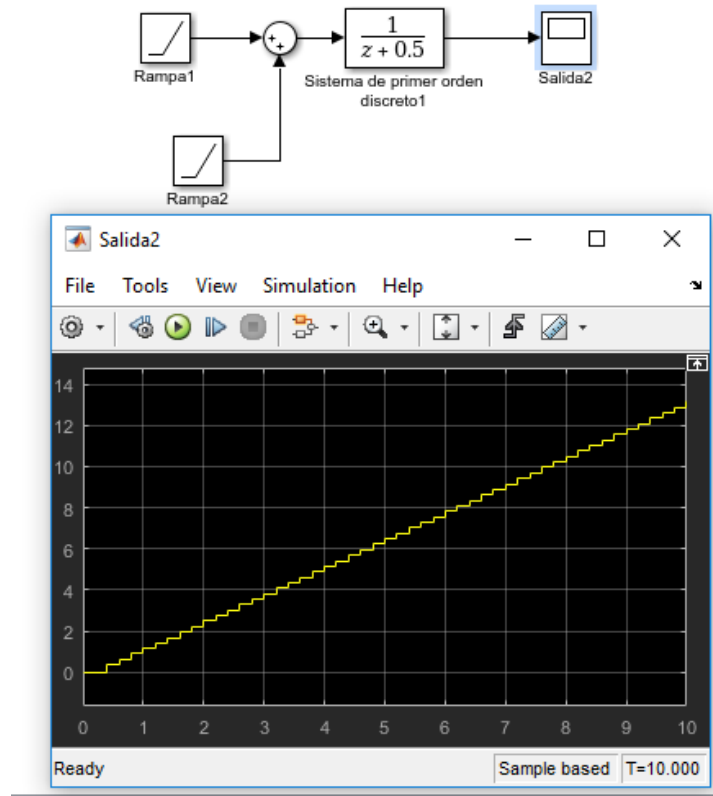 1
z + 0.5
Rampa1
Sistema de primer orden
discreto1
Salida2
Rampa2
Salida2
File Tools View Simulation Help
14
12
10
8
6
4
2
0
0 1 2 3 4 5 6 7 8 9 10
Ready Sample based T=10.000